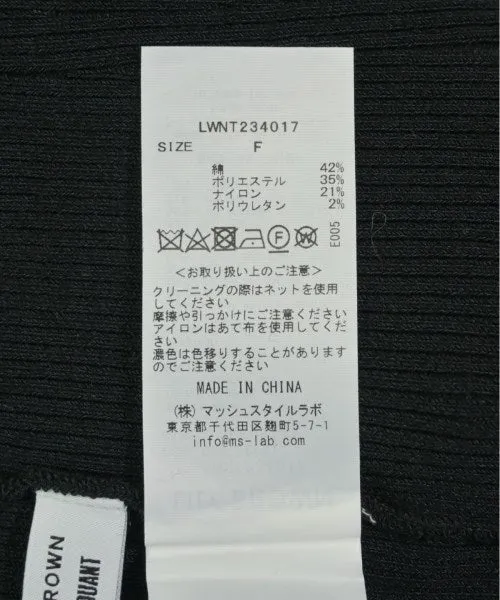 LWNT234017
SIZE F
綿 42%
ポリエステル 35%
ナイロン 21%
ポリウレタン 2%
F W
E005
<お取り扱い上のご注意>
クリーニングの際はネットを使用
してください
摩擦や引っかけにご注意ください
アイロンはあて布を使用してください
濃色は色移りすることがあります
のでご注意ください
MADE IN CHINA
(株) マッシュスタイルラボ
東京都千代田区麹町5-7-1
info@ms-lab.com
ROWN
QUANT